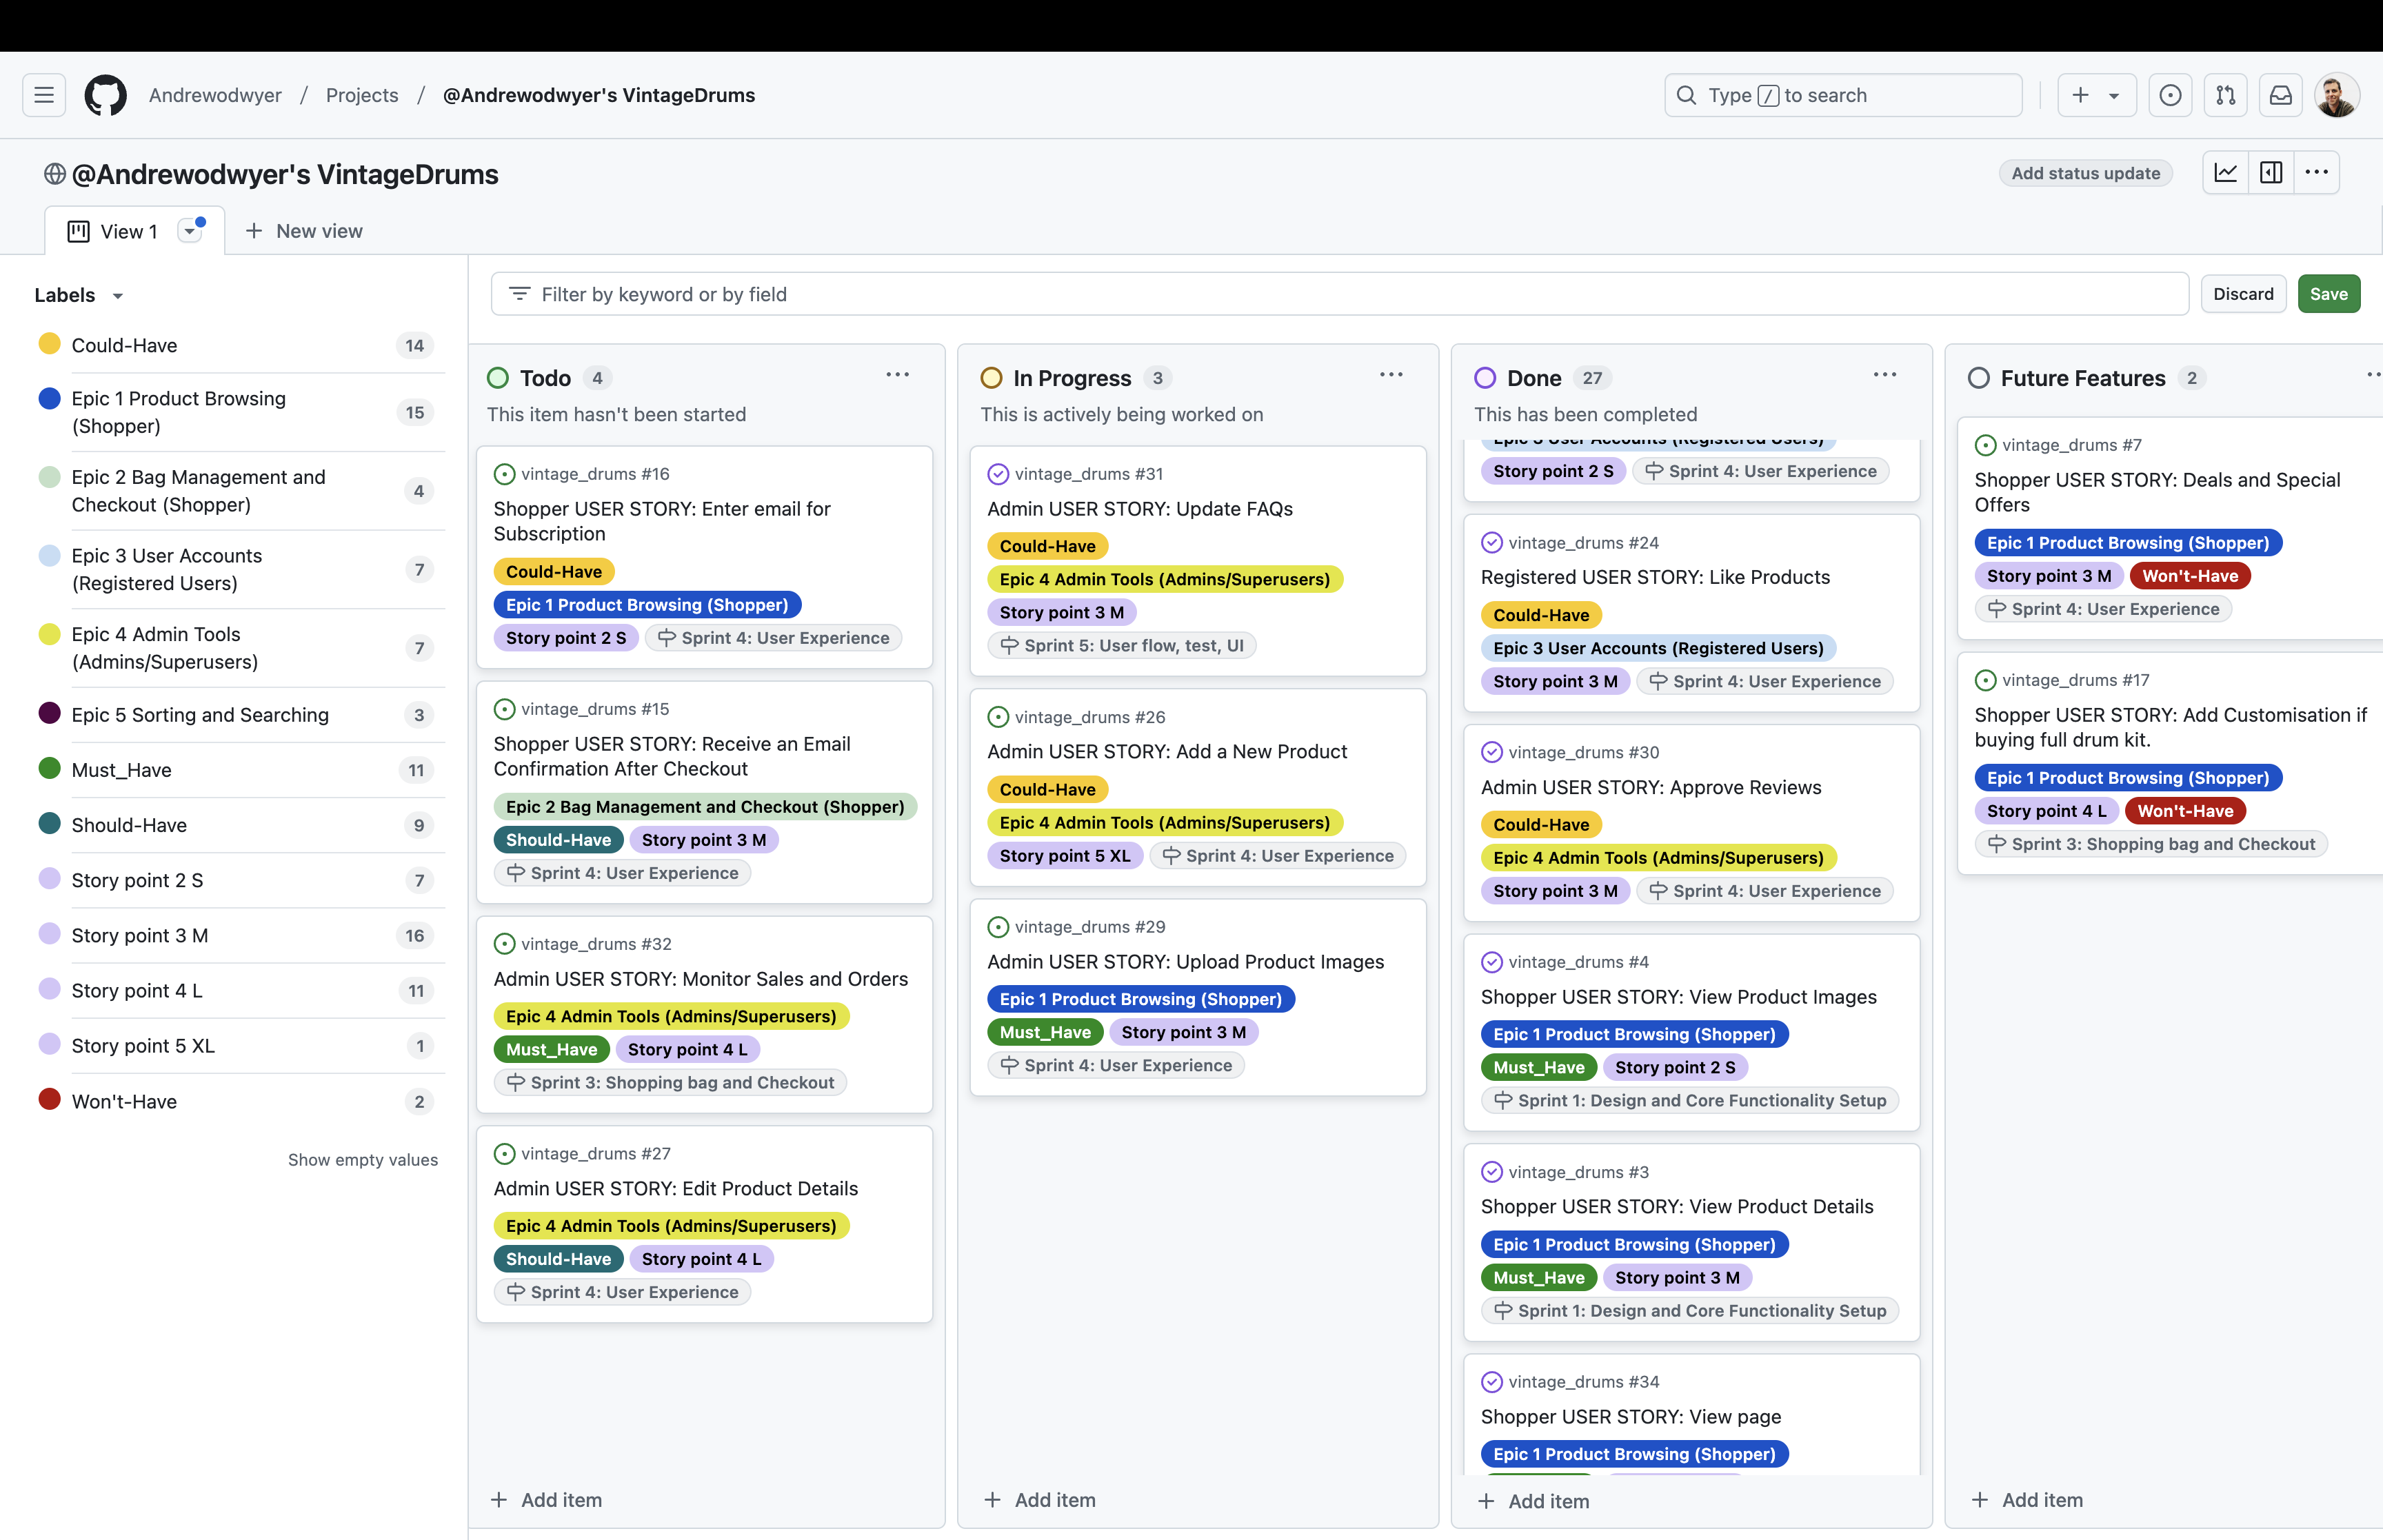 Andrewodwyer / Projects / @Andrewodwyer's VintageDrums
Type / to search
@Andrewodwyer's VintageDrums
Add status update
View 1
New view
Labels
Could-Have 14
Epic 1 Product Browsing
(Shopper)
15
Epic 2 Bag Management and
Checkout (Shopper)
4
Epic 3 User Accounts
(Registered Users)
7
Epic 4 Admin Tools
(Admins/Superusers)
7
Epic 5 Sorting and Searching 3
Must_Have 11
Should-Have 9
Story point 2 S 7
Story point 3 M 16
Story point 4 L 11
Story point 5 XL 1
Won't-Have 2
Show empty values
Filter by keyword or by field
Discard
Save
Todo 4
This item hasn't been started
vintage_drums #16
Shopper USER STORY: Enter email for
Subscription
Could-Have
Epic 1 Product Browsing (Shopper)
Story point 2 S Sprint 4: User Experience
vintage_drums #15
Shopper USER STORY: Receive an Email
Confirmation After Checkout
Epic 2 Bag Management and Checkout (Shopper)
Should-Have Story point 3 M
Sprint 4: User Experience
vintage_drums #32
Admin USER STORY: Monitor Sales and Orders
Epic 4 Admin Tools (Admins/Superusers)
Must_Have Story point 4 L
Sprint 3: Shopping bag and Checkout
vintage_drums #27
Admin USER STORY: Edit Product Details
Epic 4 Admin Tools (Admins/Superusers)
Should-Have Story point 4 L
Sprint 4: User Experience
Add item
In Progress 3
This is actively being worked on
vintage_drums #31
Admin USER STORY: Update FAQs
Could-Have
Epic 4 Admin Tools (Admins/Superusers)
Story point 3 M
Sprint 5: User flow, test, UI
vintage_drums #26
Admin USER STORY: Add a New Product
Could-Have
Epic 4 Admin Tools (Admins/Superusers)
Story point 5 XL Sprint 4: User Experience
vintage_drums #29
Admin USER STORY: Upload Product Images
Epic 1 Product Browsing (Shopper)
Must_Have Story point 3 M
Sprint 4: User Experience
Add item
Done 27
This has been completed
Epic 3 User Accounts (Registered Users)
Story point 2 S Sprint 4: User Experience
vintage_drums #24
Registered USER STORY: Like Products
Could-Have
Epic 3 User Accounts (Registered Users)
Story point 3 M Sprint 4: User Experience
vintage_drums #30
Admin USER STORY: Approve Reviews
Could-Have
Epic 4 Admin Tools (Admins/Superusers)
Story point 3 M Sprint 4: User Experience
vintage_drums #4
Shopper USER STORY: View Product Images
Epic 1 Product Browsing (Shopper)
Must_Have Story point 2 S
Sprint 1: Design and Core Functionality Setup
vintage_drums #3
Shopper USER STORY: View Product Details
Epic 1 Product Browsing (Shopper)
Must_Have Story point 3 M
Sprint 1: Design and Core Functionality Setup
vintage_drums #34
Shopper USER STORY: View page
Epic 1 Product Browsing (Shopper)
Add item
Future Features 2
vintage_drums #7
Shopper USER STORY: Deals and Special
Offers
Epic 1 Product Browsing (Shopper)
Story point 3 M Won't-Have
Sprint 4: User Experience
vintage_drums #17
Shopper USER STORY: Add Customisation if
buying full drum kit.
Epic 1 Product Browsing (Shopper)
Story point 4 L Won't-Have
Sprint 3: Shopping bag and Checkout
Add item